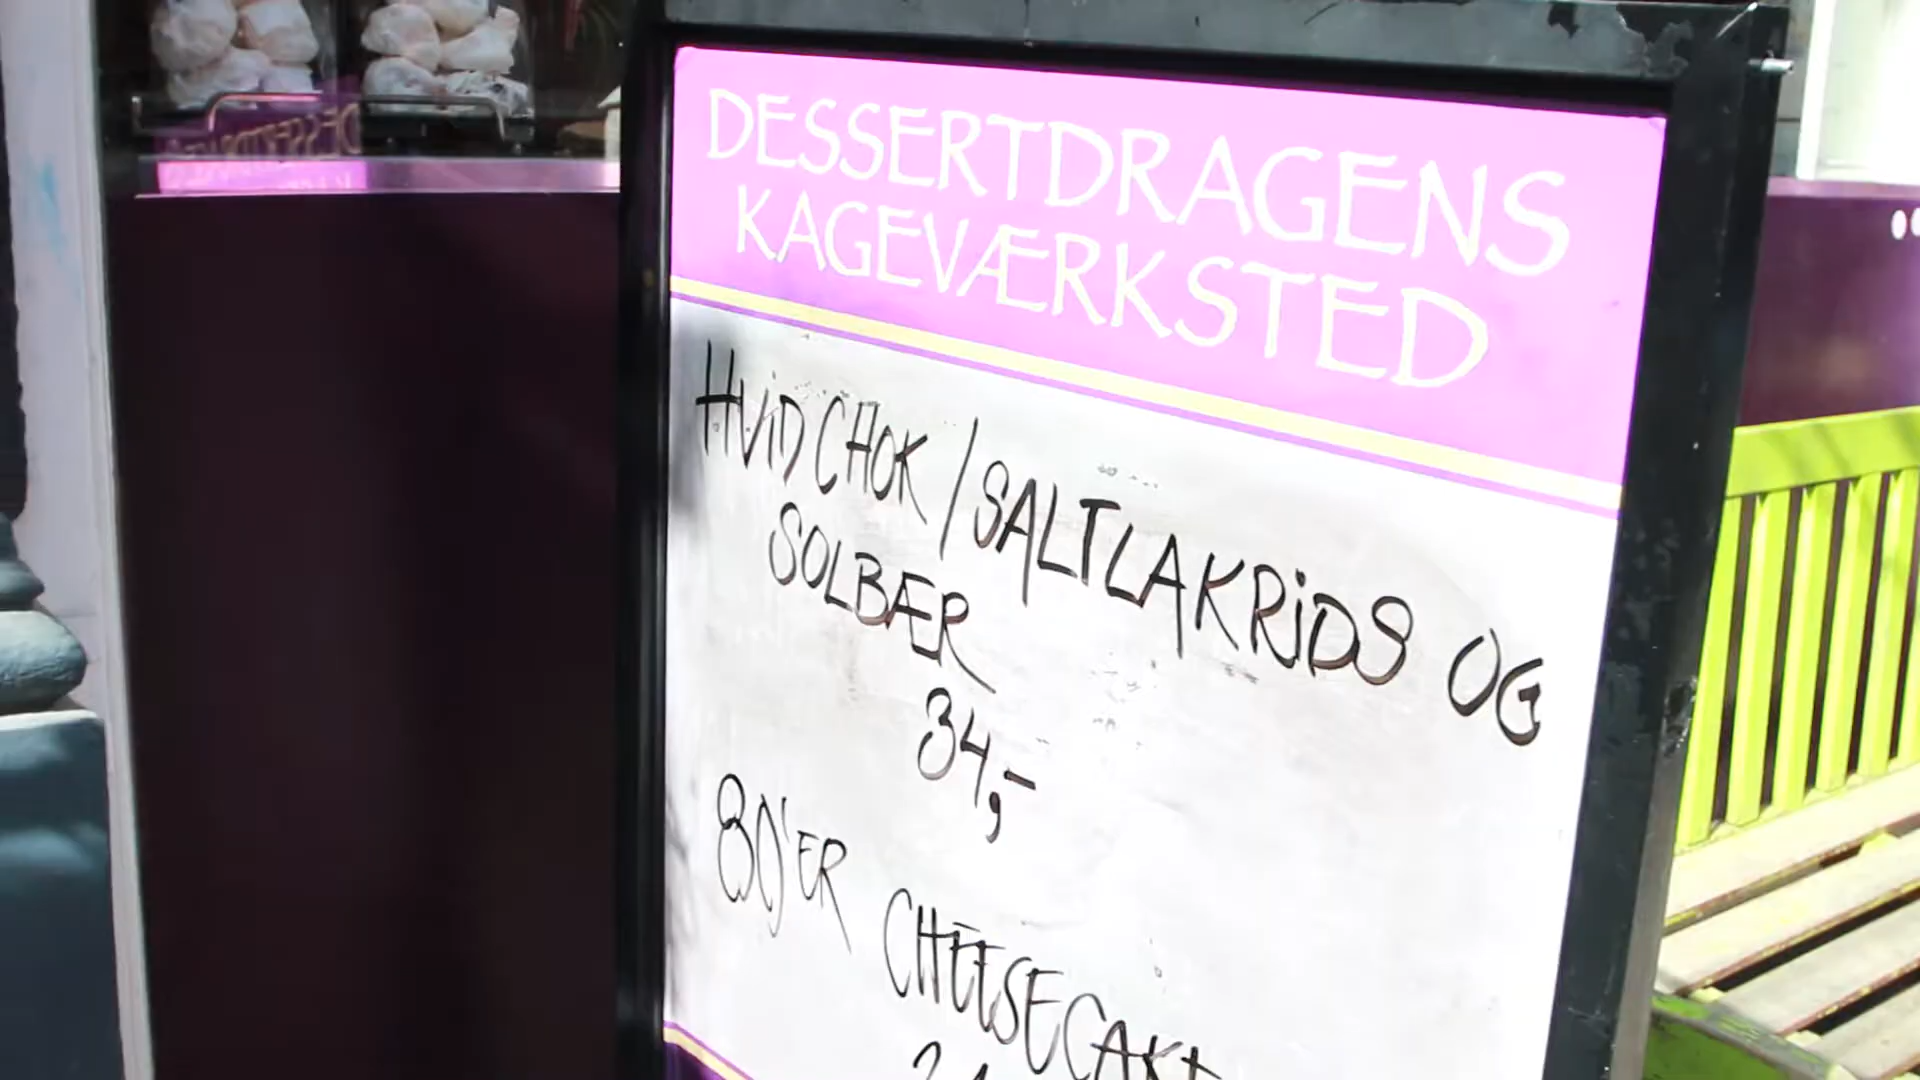 DESSERTDRAGENS
KAGEVÆRKSTED
HViD CHOK / SALTLAKRiDS OG
SOLBÆR
34,-
80'ER CHEESECAKE